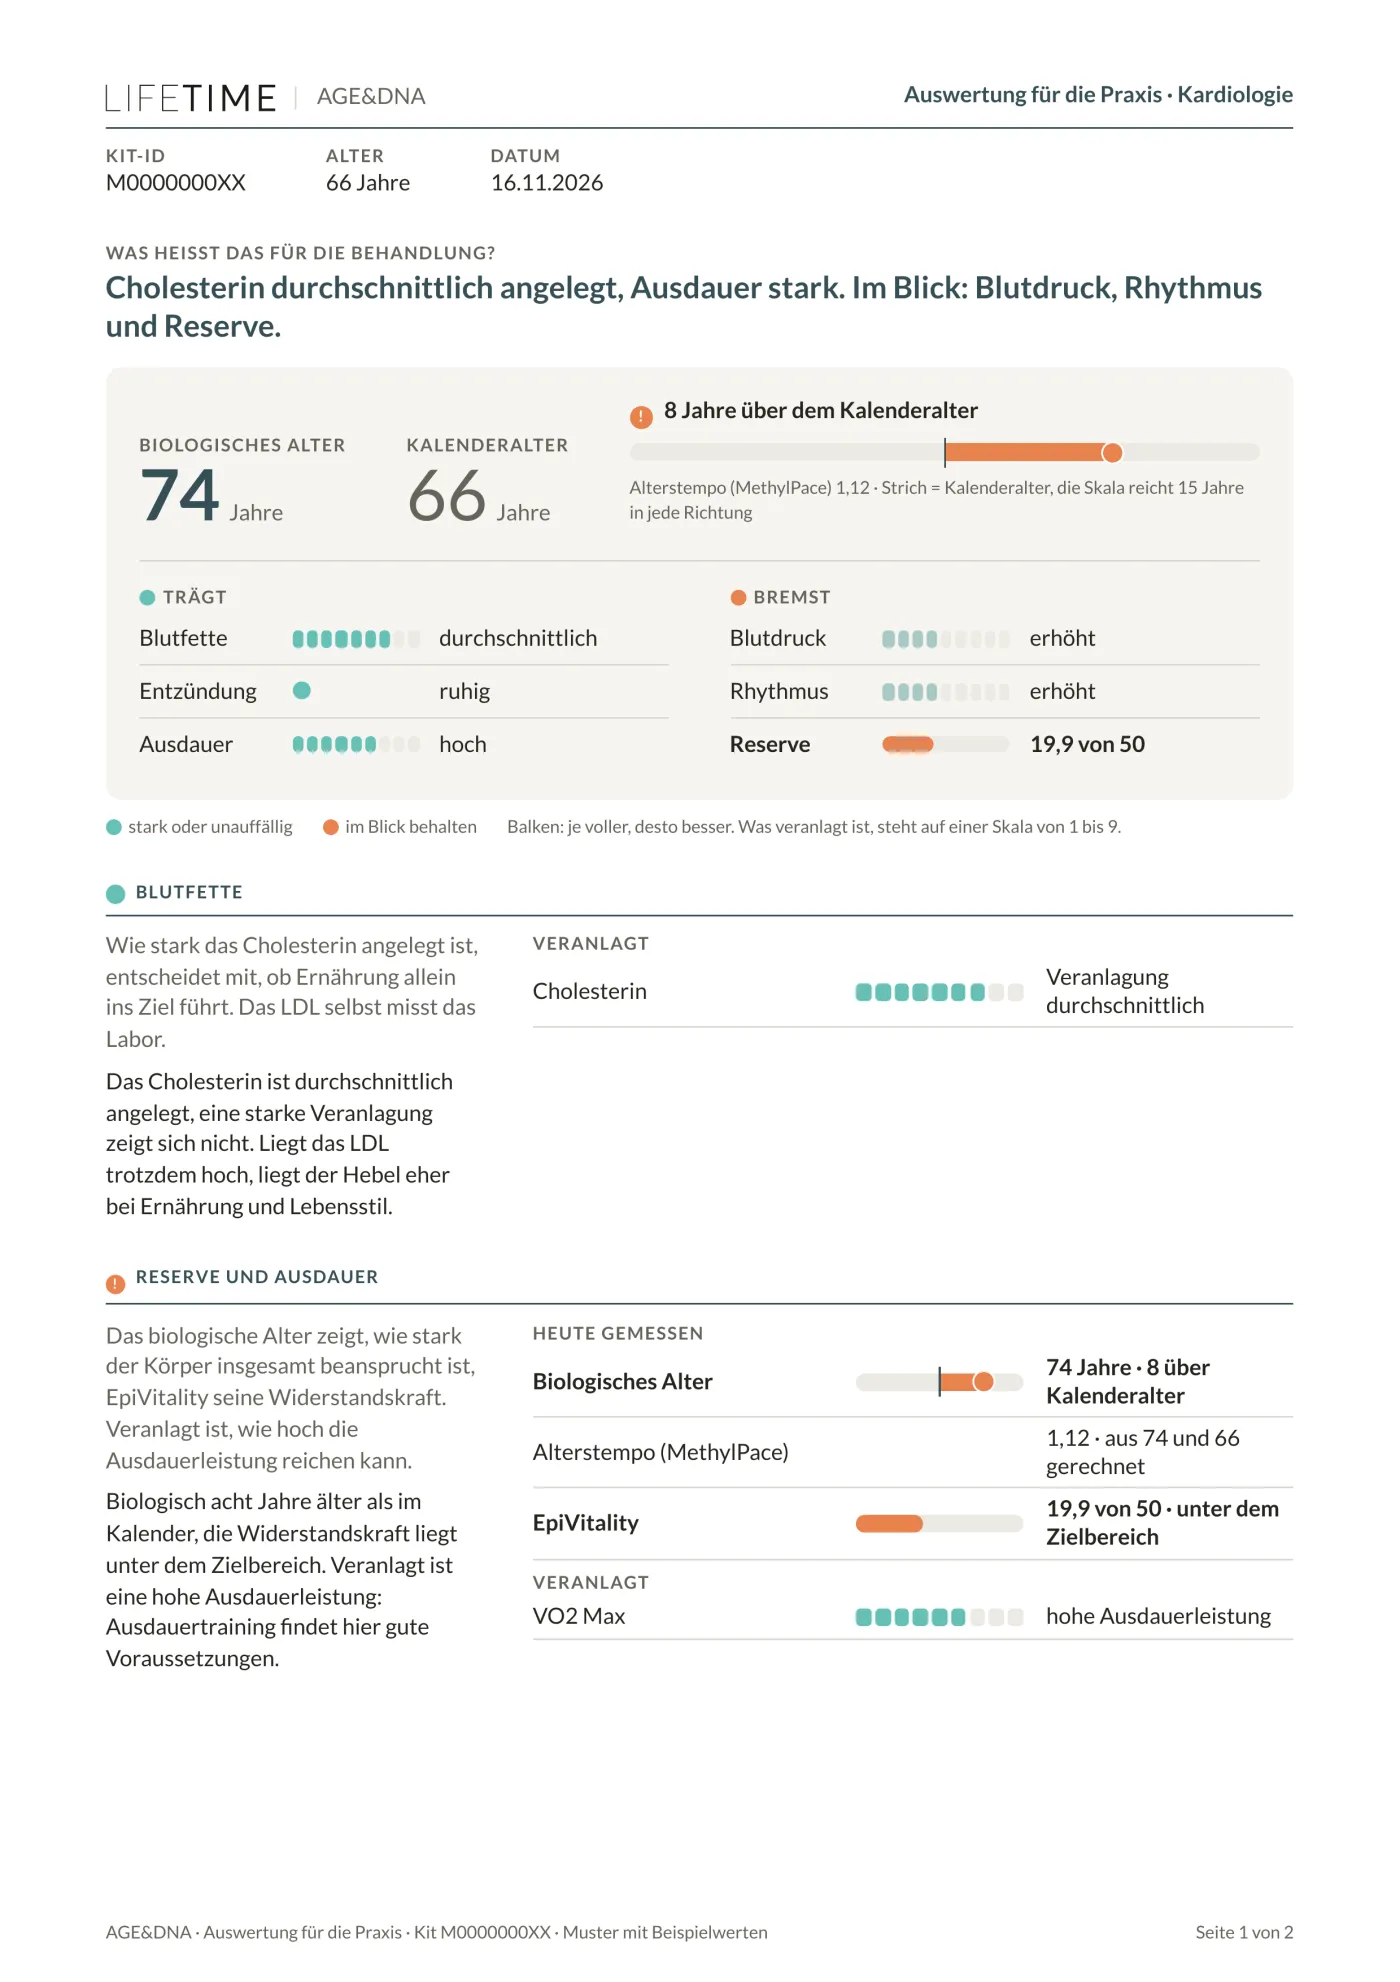 LIFETIME | AGE&DNA
Auswertung für die Praxis · Kardiologie
KIT-ID
M0000000XX
ALTER
66 Jahre
DATUM
16.11.2026
WAS HEISST DAS FÜR DIE BEHANDLUNG?
Cholesterin durchschnittlich angelegt, Ausdauer stark. Im Blick: Blutdruck, Rhythmus
und Reserve.
BIOLOGISCHES ALTER
74 Jahre
KALENDERALTER
66 Jahre
! 8 Jahre über dem Kalenderalter
Alterstempo (MethylPace) 1,12 · Strich = Kalenderalter, die Skala reicht 15 Jahre
in jede Richtung
TRÄGT
Blutfette durchschnittlich
Entzündung ruhig
Ausdauer hoch
BREMST
Blutdruck erhöht
Rhythmus erhöht
Reserve 19,9 von 50
stark oder unauffällig im Blick behalten Balken: je voller, desto besser. Was veranlagt ist, steht auf einer Skala von 1 bis 9.
BLUTFETTE
Wie stark das Cholesterin angelegt ist,
entscheidet mit, ob Ernährung allein
ins Ziel führt. Das LDL selbst misst das
Labor.
Das Cholesterin ist durchschnittlich
angelegt, eine starke Veranlagung
zeigt sich nicht. Liegt das LDL
trotzdem hoch, liegt der Hebel eher
bei Ernährung und Lebensstil.
VERANLAGT
Cholesterin
Veranlagung
durchschnittlich
! RESERVE UND AUSDAUER
Das biologische Alter zeigt, wie stark
der Körper insgesamt beansprucht ist,
EpiVitality seine Widerstandskraft.
Veranlagt ist, wie hoch die
Ausdauerleistung reichen kann.
Biologisch acht Jahre älter als im
Kalender, die Widerstandskraft liegt
unter dem Zielbereich. Veranlagt ist
eine hohe Ausdauerleistung:
Ausdauertraining findet hier gute
Voraussetzungen.
HEUTE GEMESSEN
Biologisches Alter
74 Jahre · 8 über
Kalenderalter
Alterstempo (MethylPace)
1,12 · aus 74 und 66
gerechnet
EpiVitality
19,9 von 50 · unter dem
Zielbereich
VERANLAGT
VO2 Max hohe Ausdauerleistung
AGE&DNA · Auswertung für die Praxis · Kit M0000000XX · Muster mit Beispielwerten
Seite 1 von 2